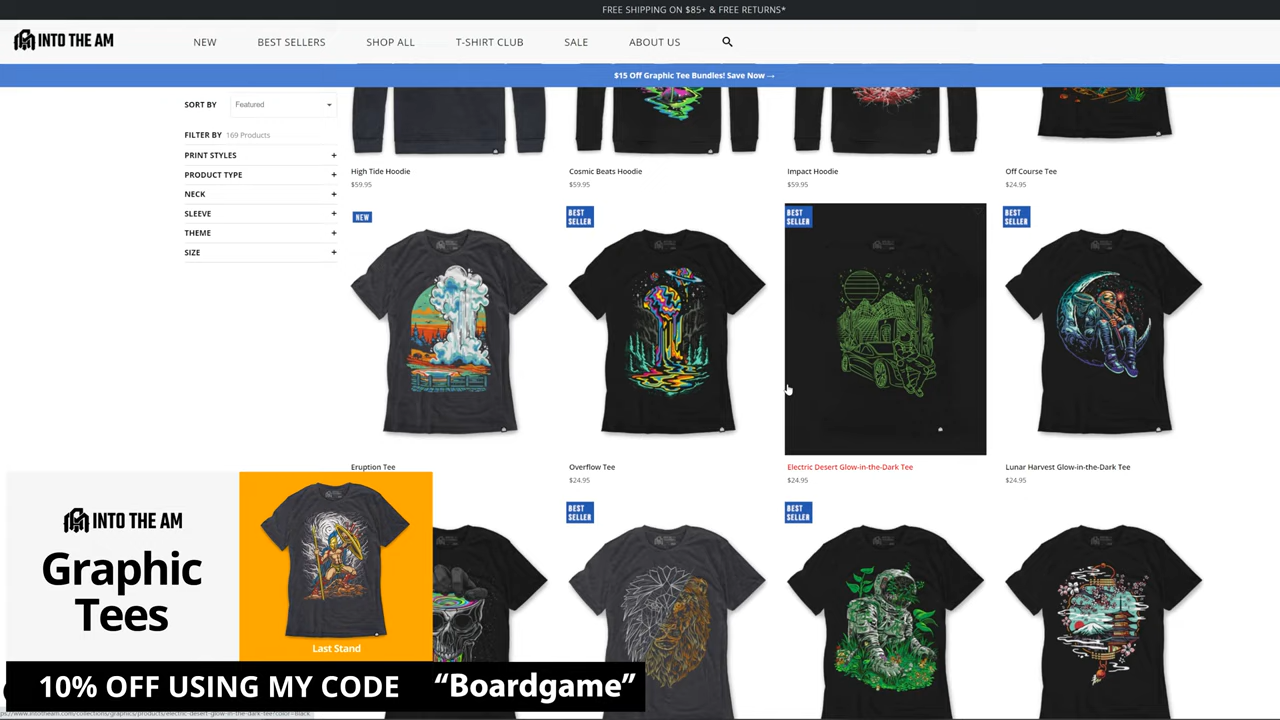 FREE SHIPPING ON $85+ & FREE RETURNS*
INTO THE AM
NEW BEST SELLERS SHOP ALL T-SHIRT CLUB SALE ABOUT US
$15 Off Graphic Tee Bundles! Save Now →
SORT BY Featured
FILTER BY 169 Products
PRINT STYLES +
PRODUCT TYPE +
NECK +
SLEEVE +
THEME +
SIZE +
High Tide Hoodie
$59.95
Cosmic Beats Hoodie
$59.95
Impact Hoodie
$59.95
Off Course Tee
$24.95
NEW
Eruption Tee
BEST
SELLER
Overflow Tee
$24.95
BEST
SELLER
Electric Desert Glow-in-the-Dark Tee
$24.95
BEST
SELLER
Lunar Harvest Glow-in-the-Dark Tee
$24.95
BEST
SELLER
BEST
SELLER
INTO THE AM
Graphic
Tees
Last Stand
10% OFF USING MY CODE “Boardgame”